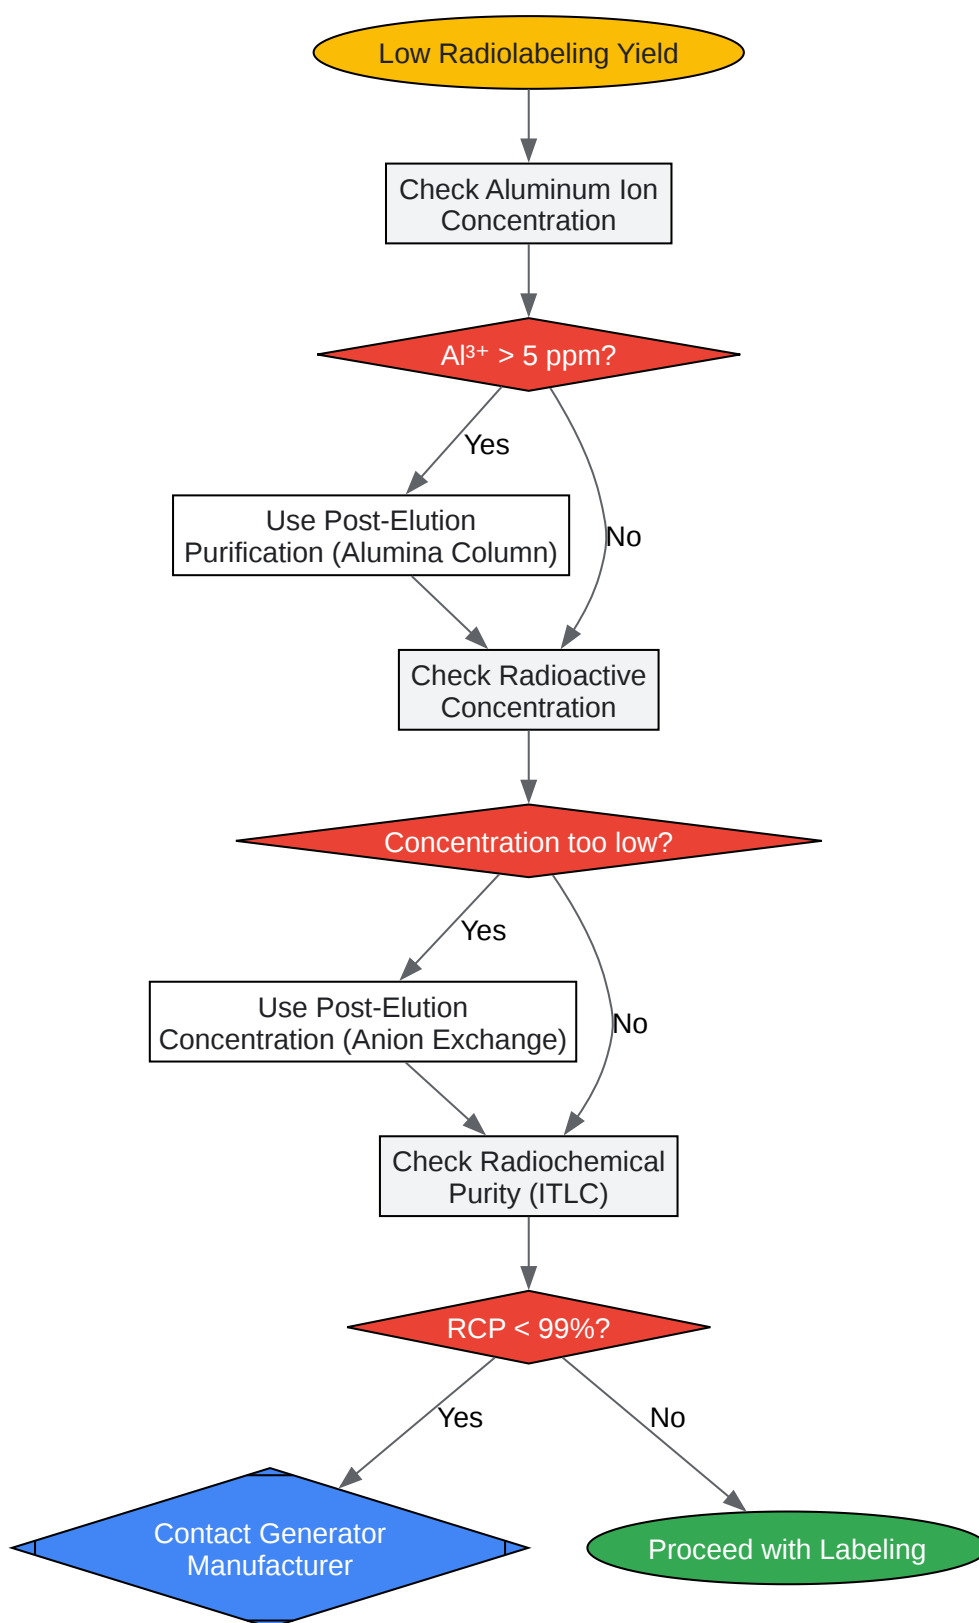 Low Radiolabeling Yield
Check Aluminum Ion
Concentration
Al³⁺ > 5 ppm?
Yes
Use Post-Elution
Purification (Alumina Column)
No
Check Radioactive
Concentration
Concentration too low?
Yes
Use Post-Elution
Concentration (Anion Exchange)
No
Check Radiochemical
Purity (ITLC)
RCP < 99%?
Yes
No
Contact Generator
Manufacturer
Proceed with Labeling